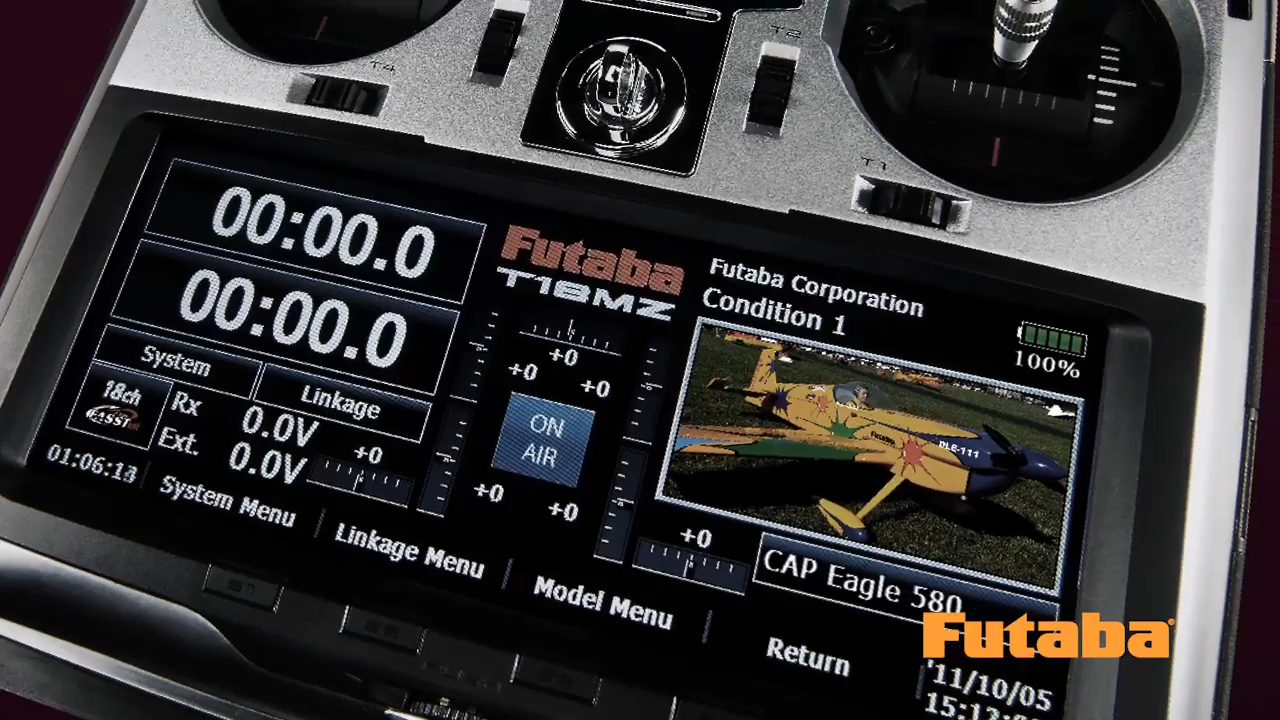 T4
T2
T1
00:00.0
00:00.0
Futaba
T18MZ
Futaba Corporation
Condition 1
100%
System
Linkage
18ch
FASST
Rx 0.0V
Ext. 0.0V
01:06:18
+0
+0
+0
+0
+0
+0
+0
ON
AIR
DLE-111
CAP Eagle 580
System Menu
Linkage Menu
Model Menu
Return
Futaba
'11/10/05